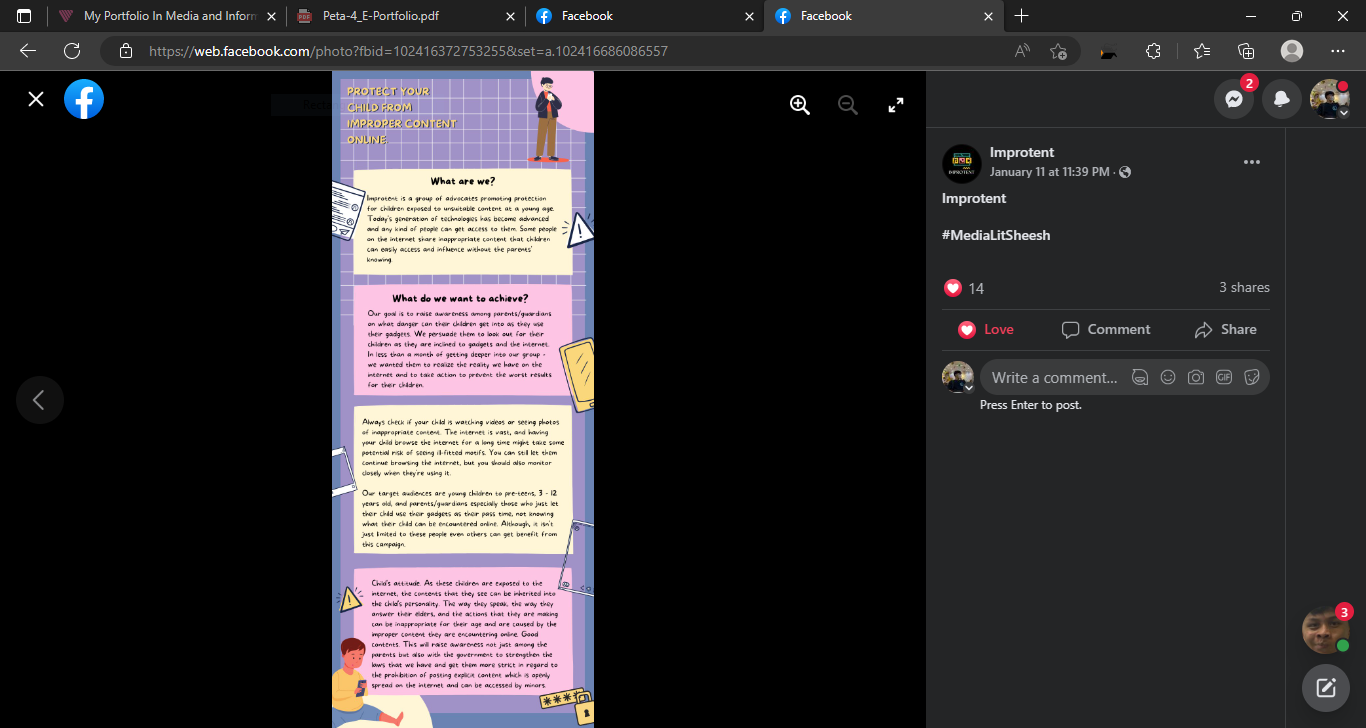 My Portfolio In Media and Inform
Peta-4_E-Portfolio.pdf
Facebook
Facebook
https://web.facebook.com/photo?fbid=102416372753255&set=a.102416686086557
PROTECT YOUR
CHILD FROM
IMPROPER CONTENT
ONLINE.
What are we?
Improtent is a group of advocates promoting protection
for children exposed to unsuitable content at a young age.
Today's generation of technologies has become advanced
and any kind of people can get access to them. Some people
on the internet share inappropriate content that children
can easily access and influence without the parents'
knowing.
What do we want to achieve?
Our goal is to raise awareness among parents/guardians
on what danger can their children get into as they use
their gadgets. We persuade them to look out for their
children as they are inclined to gadgets and the internet.
In less than a month of getting deeper into our group -
we wanted them to realize the reality we have on the
internet and to take action to prevent the worst results
for their children.
Always check if your child is watching videos or seeing photos
of inappropriate content. The internet is vast, and having
your child browse the internet for a long time might take some
potential risk of seeing ill-fitted motifs. You can still let them
continue browsing the internet, but you should also monitor
closely when they're using it.
Our target audiences are young children to pre-teens, 3 - 12
years old, and parents/guardians especially those who just let
their child use their gadgets as their pass time, not knowing
what their child can be encountered online. Although, it isn't
just limited to these people even others can get benefit from
this campaign.
Child's attitude. As these children are exposed to the
internet, the contents that they see can be inherited into
the child's personality. The way they speak, the way they
answer their elders, and the actions that they are making
can be inappropriate for their age and are caused by the
improper content they are encountering online. Good
contents. This will raise awareness not just among the
parents but also with the government to strengthen the
laws that we have and get them more strict in regard to
the prohibition of posting explicit content which is openly
spread on the internet and can be accessed by minors.
2
Improtent
January 11 at 11:39 PM ·
Improtent
#MediaLitSheesh
14
3 shares
Love
Comment
Share
Write a comment...
GIF
Press Enter to post.
3